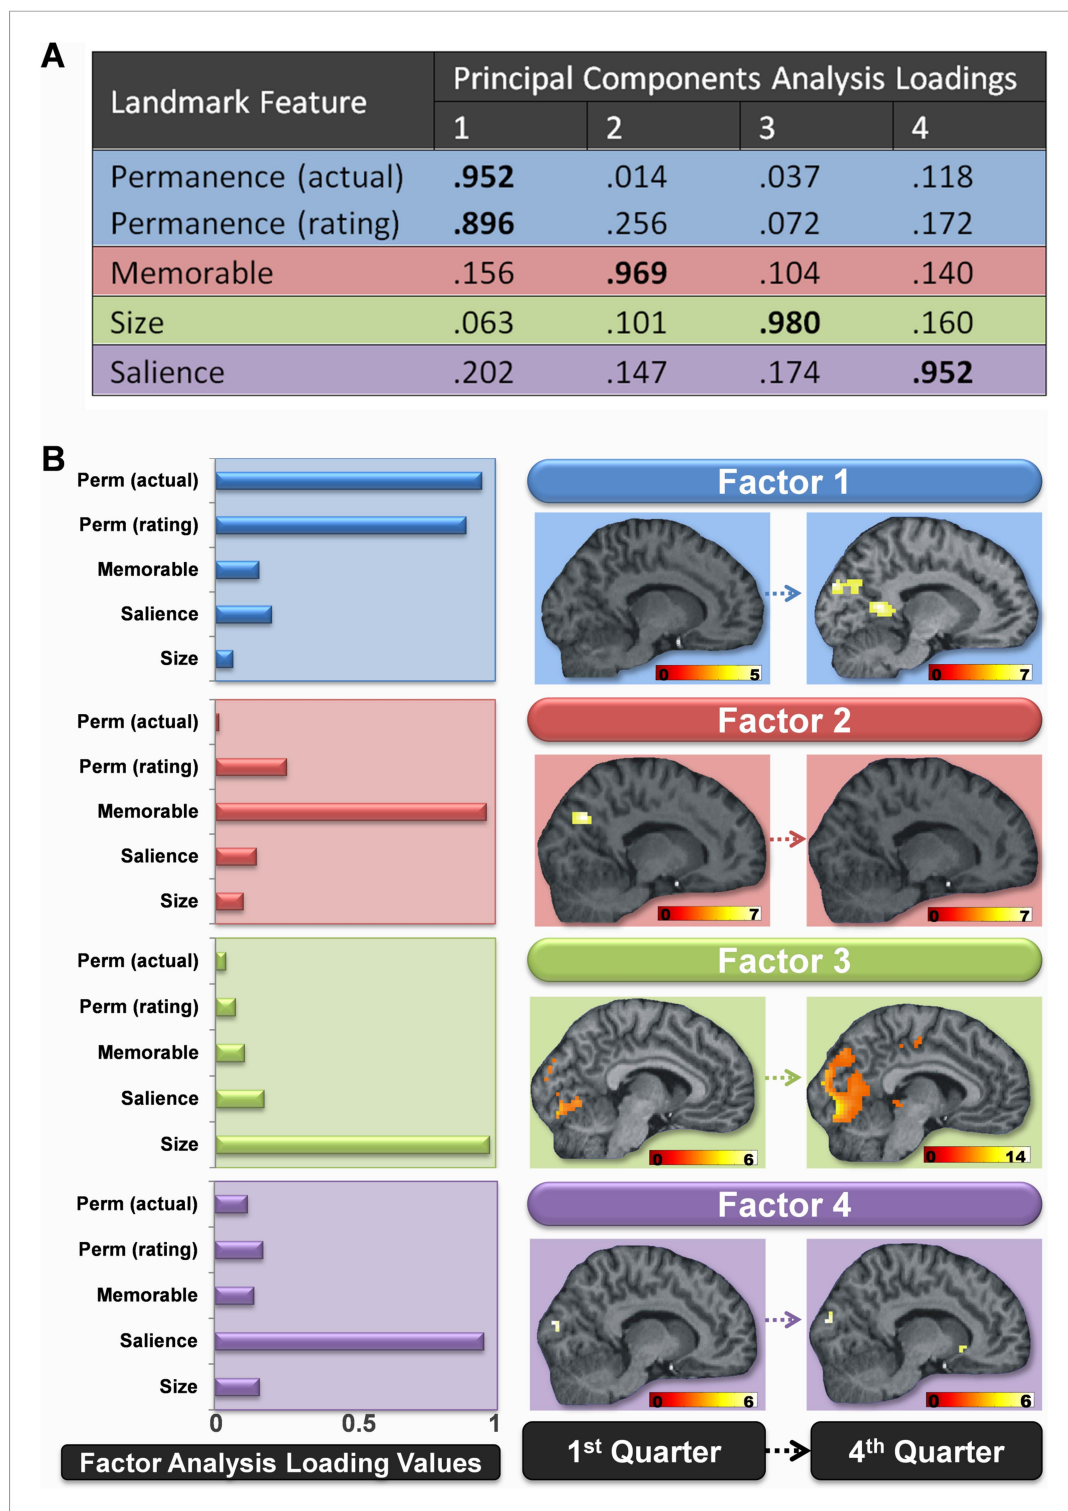 A
Landmark Feature
Principal Components Analysis Loadings
1 2 3 4
Permanence (actual) .952 .014 .037 .118
Permanence (rating) .896 .256 .072 .172
Memorable .156 .969 .104 .140
Size .063 .101 .980 .160
Salience .202 .147 .174 .952
B
Perm (actual)
Perm (rating)
Memorable
Salience
Size
Factor 1
0 5
0 7
Perm (actual)
Perm (rating)
Memorable
Salience
Size
Factor 2
0 7
0 7
Perm (actual)
Perm (rating)
Memorable
Salience
Size
Factor 3
0 6
0 14
Perm (actual)
Perm (rating)
Memorable
Salience
Size
0 0.5 1
Factor Analysis Loading Values
Factor 4
0 6
0 6
1st Quarter
4th Quarter